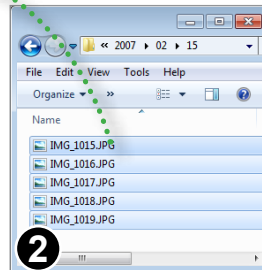 « 2007 ▸ 02 ▸ 15
File Edit View Tools Help
Organize »
Name
IMG_1015.JPG
IMG_1016.JPG
IMG_1017.JPG
IMG_1018.JPG
IMG_1019.JPG
2